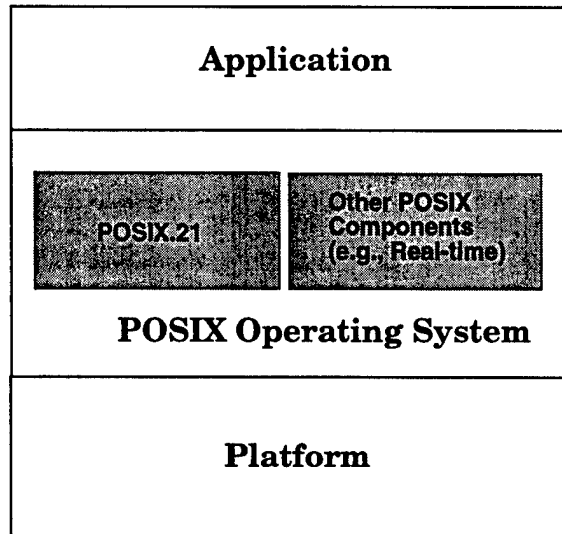 Application
POSIX.21
Other POSIX
Components
(e.g., Real-time)
POSIX Operating System
Platform